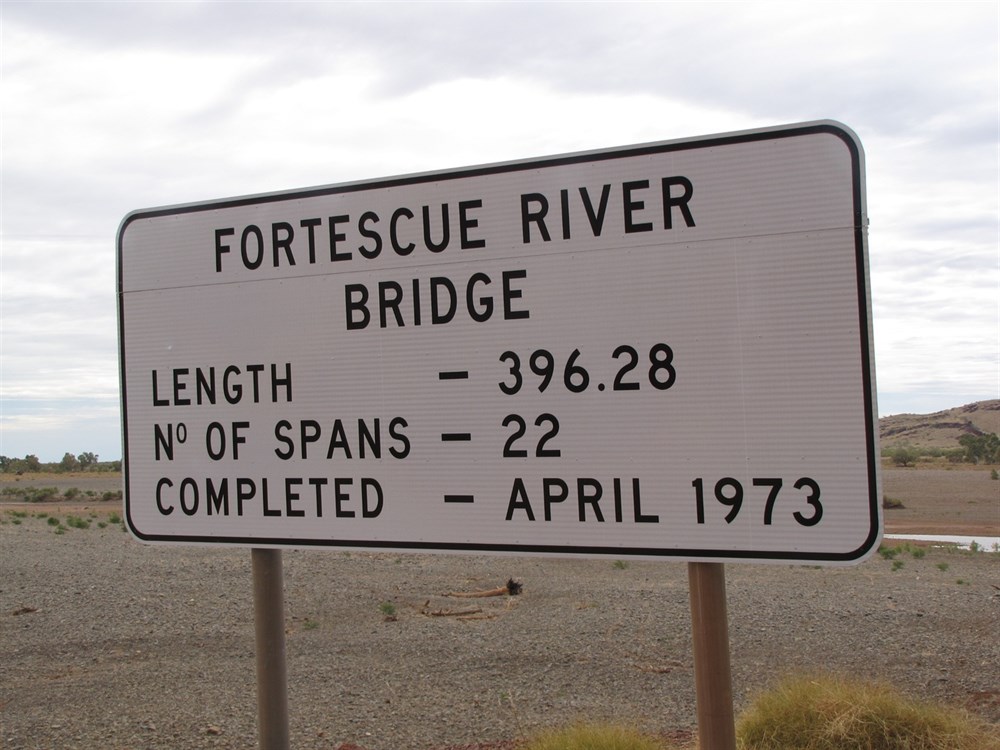 FORTESCUE RIVER
BRIDGE
LENGTH - 396.28
Nº OF SPANS - 22
COMPLETED - APRIL 1973